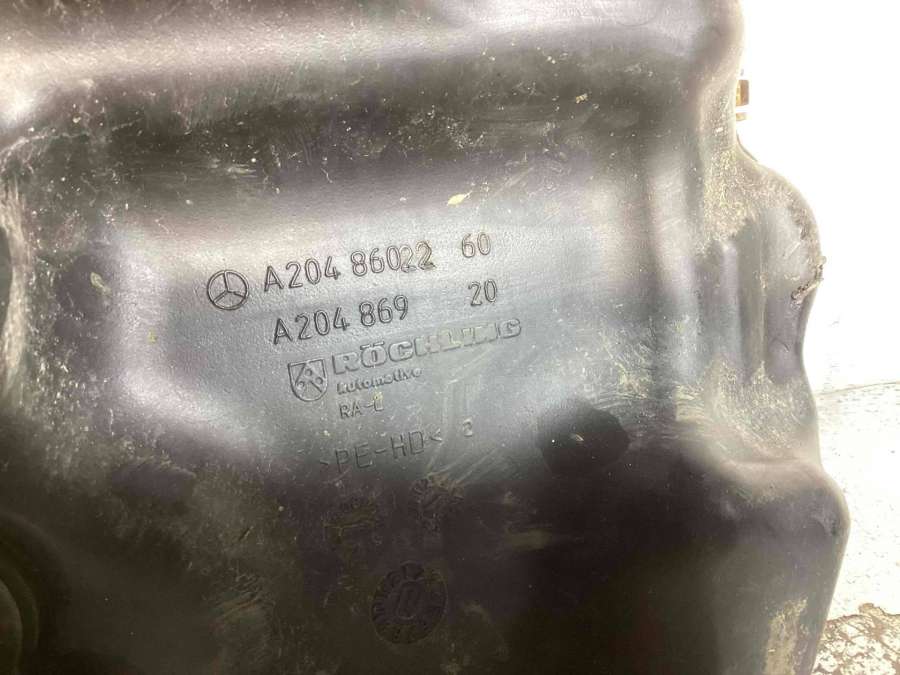 A204 86022 60
A204 869 20
RÖCHLING
Automotive
RA-L
>PE-HD<